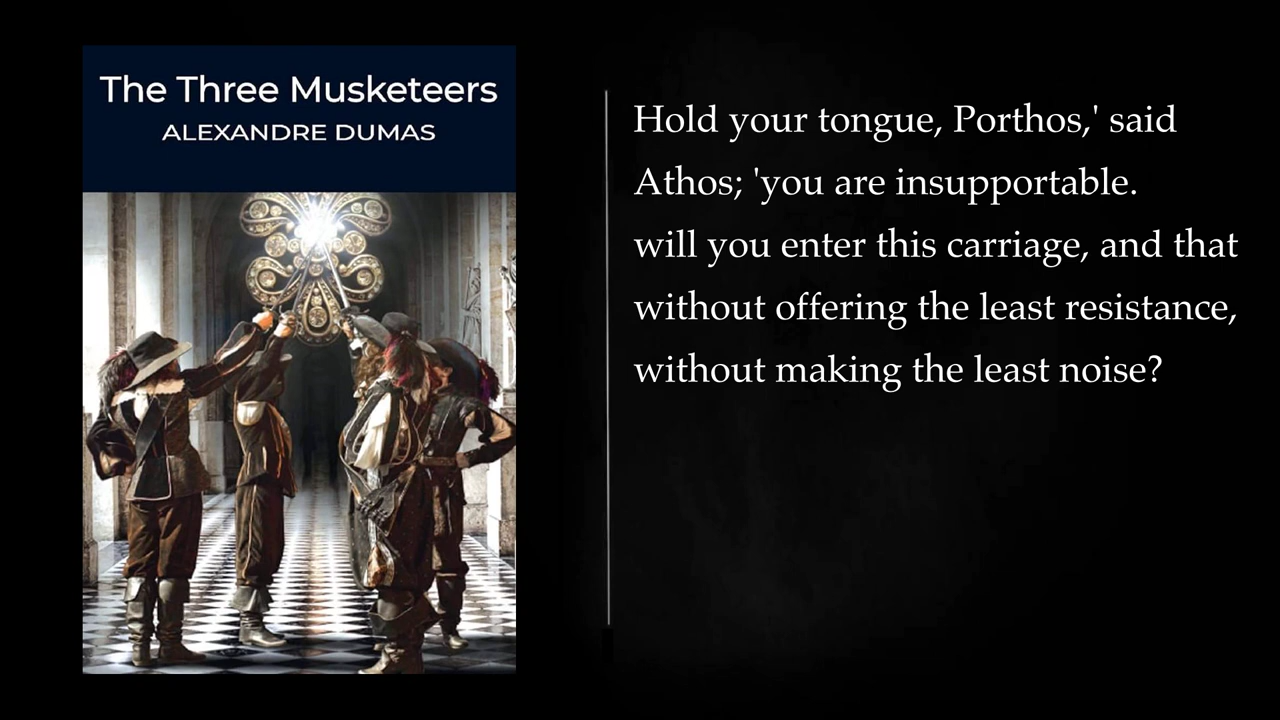 The Three Musketeers
ALEXANDRE DUMAS
Hold your tongue, Porthos,' said
Athos; 'you are insupportable.
will you enter this carriage, and that
without offering the least resistance,
without making the least noise?